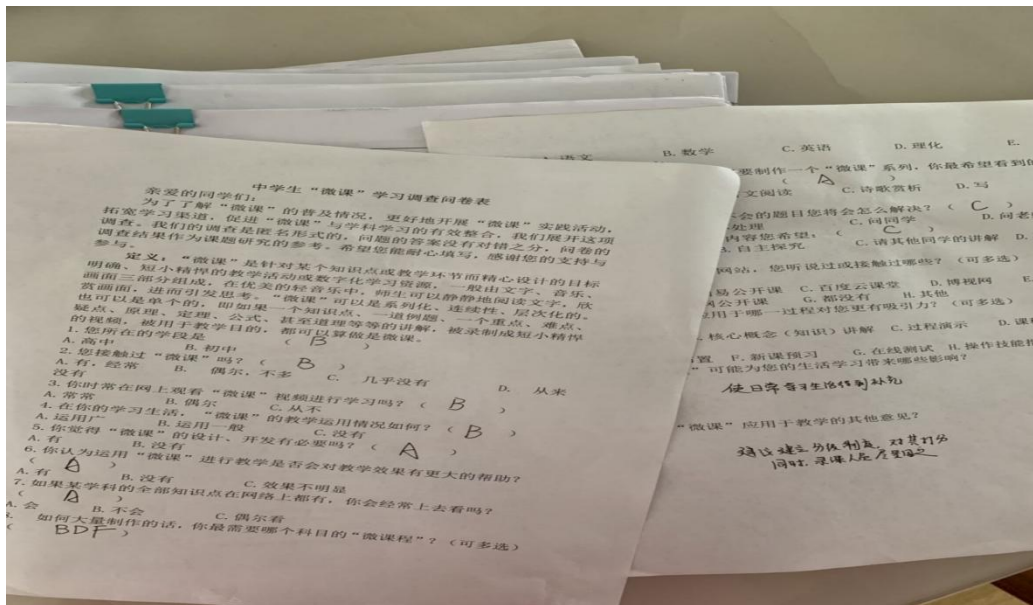 中学生“微课”学习调查问卷表
亲爱的同学们：
为了了解“微课”的普及情况，更好地开展“微课”实践活动，
拓宽学习渠道，促进“微课”与学科学习的有效整合，我们展开这项
调查。我们的调查是匿名形式的，问题的答案没有对错之分，问卷的
调查结果作为课题研究的参考。希望您能耐心填写，感谢您的支持与
参与。
定义：“微课”是针对某个知识点或教学环节而精心设计的目标
明确、短小精悍的教学活动或数字化学习资源，一般由文字、音乐、
画面三部分组成，在优美的轻音乐中，师生可以静静地阅读文字，欣
赏画面，进而引发思考。“微课”可以是系列化、连续性、层次化的。
也可以是单个的，即如果一个知识点、一道例题、一个重点、难点、
疑点、原理、定理、公式、甚至道理等等的讲解，被录制成短小精悍
的视频，被用于教学目的，都可以算做是微课。
1. 您所在的学段是 （ B ）
A. 高中 B. 初中
2. 您接触过“微课”吗？（ B ）
A. 有，经常 B. 偶尔，不多 C. 几乎没有 D. 从来
没有
3. 你时常在网上观看“微课”视频进行学习吗？（ B ）
A. 常常 B. 偶尔 C. 从不
4. 在你的学习生活，“微课”的教学运用情况如何？（ B ）
A. 运用广 B. 运用一般 C. 没有
5. 你觉得“微课”的设计、开发有必要吗？（ A ）
A. 有 B. 没有
6. 你认为运用“微课”进行教学是否会对教学效果有更大的帮助？
（ A ）
A. 有 B. 没有 C. 效果不明显
7. 如果某学科的全部知识点在网络上都有，你会经常上去看吗？
（ A ）
A. 会 B. 不会 C. 偶尔看
如何大量制作的话，你最需要哪个科目的“微课程”？（可多选）
（ BDF ）
语文 B. 数学 C. 英语 D. 理化 E.
要制作一个“微课”系列，你最希望看到的
（ A ）
文阅读 C. 诗歌赏析 D. 写
不会的题目您将会怎么解决？（ C ）
处理 C. 问同学 D. 问老
内容您希望：（ C ）
B. 自主探究 C. 请其他同学的讲解 D.
网站，您听说过或接触过哪些？（可多选）
易公开课 C. 百度云课堂 D. 博视网 E.
公开课 G. 都没有 H. 其他
应用于哪一过程对您更有吸引力？（可多选）
核心概念（知识）讲解 C. 过程演示 D. 课
置 F. 新课预习 G. 在线测试 H. 操作技能
”可能为您的生活学习带来哪些影响？
使日常学习生活得到补充
“微课”应用于教学的其他意见？
建议建立分级制度，对其打分
同时，录课人